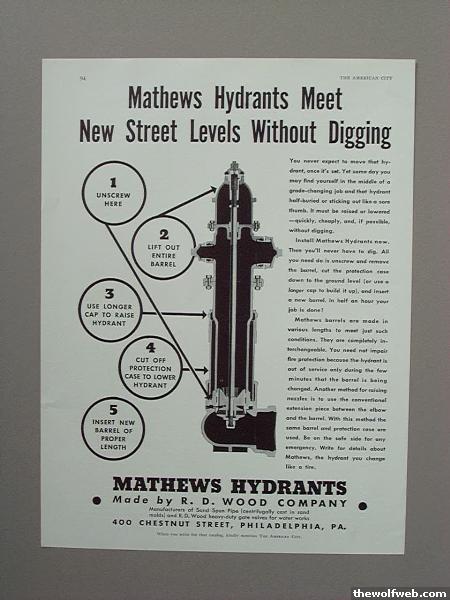 94
THE AMERICAN CITY
Mathews Hydrants Meet
New Street Levels Without Digging
1
UNSCREW
HERE
2
LIFT OUT
ENTIRE
BARREL
3
USE LONGER
CAP TO RAISE
HYDRANT
4
CUT OFF
PROTECTION
CASE TO LOWER
HYDRANT
5
INSERT NEW
BARREL OF
PROPER
LENGTH
You never expect to move that hy-
drant, once it's set. Yet some day you
may find yourself in the middle of a
grade-changing job and that hydrant
half-buried or sticking out like a sore
thumb. It must be raised or lowered
—quickly, cheaply, and, if possible,
without digging.
Install Mathews Hydrants now.
Then you'll never have to dig. All
you need do is unscrew and remove
the barrel, cut the protection case
down to the ground level (or use a
longer cap to build it up), and insert
a new barrel. In half an hour your
job is done!
Mathews barrels are made in
various lengths to meet just such
conditions. They are completely in-
terchangeable. You need not impair
fire protection because the hydrant is
out of service only during the few
minutes that the barrel is being
changed. Another method for raising
nozzles is to use the conventional
extension piece between the elbow
and the barrel. With this method the
same barrel and protection case are
used. Be on the safe side for any
emergency. Write for details about
Mathews, the hydrant you change
like a tire.
MATHEWS HYDRANTS
Made by R. D. WOOD COMPANY
Manufacturers of Sand Spun Pipe (centrifugally cast in sand
molds) and R.D. Wood heavy-duty gate valves for water works
400 CHESTNUT STREET, PHILADELPHIA, PA.
When you write for that catalog, kindly mention THE AMERICAN CITY.
thewolfweb.com